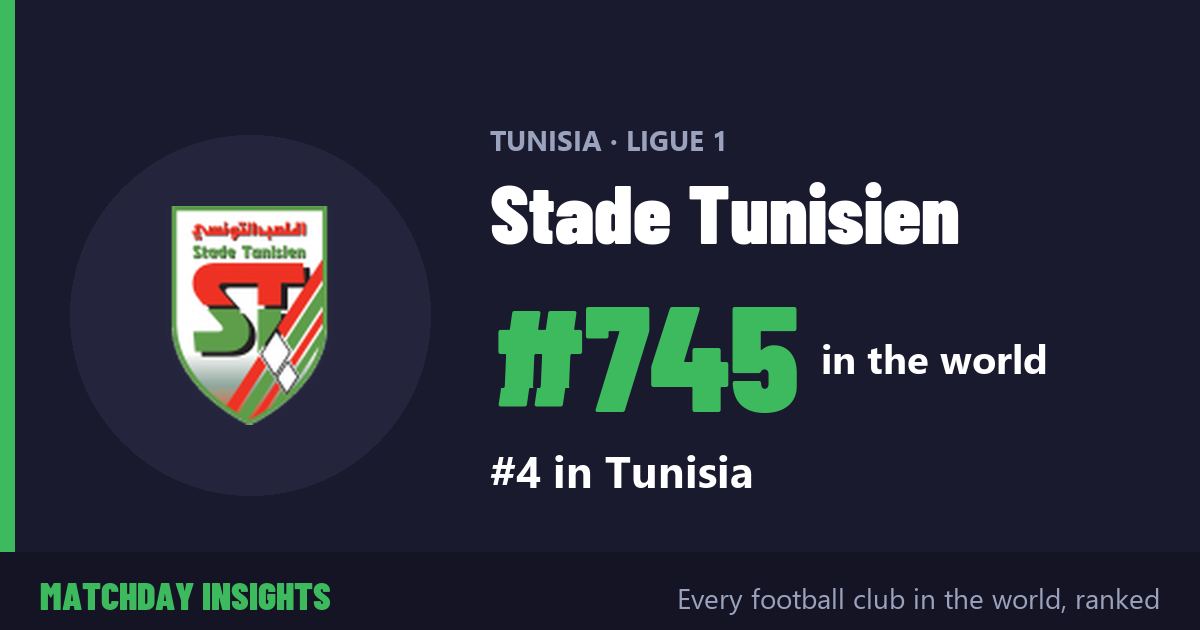 TUNISIA · LIGUE 1
الملعب التونسي
Stade Tunisien
ST
Stade Tunisien
#745 in the world
#4 in Tunisia
MATCHDAY INSIGHTS
Every football club in the world, ranked